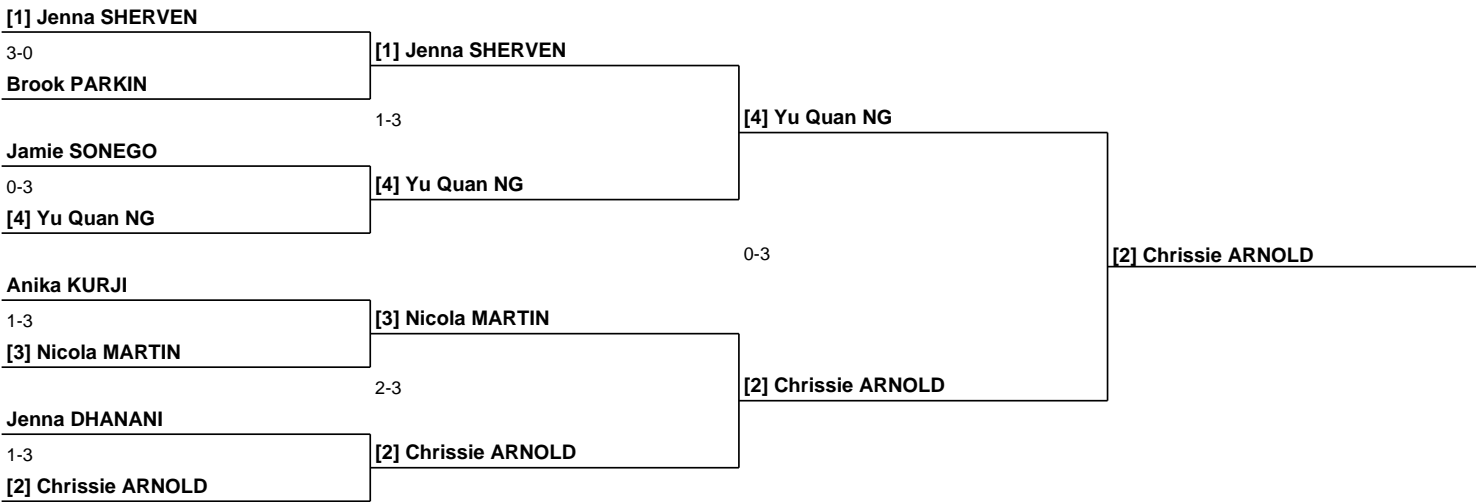 [1] Jenna SHERVEN
3-0
Brook PARKIN
Jamie SONEGO
0-3
[4] Yu Quan NG
Anika KURJI
1-3
[3] Nicola MARTIN
Jenna DHANANI
1-3
[2] Chrissie ARNOLD
[1] Jenna SHERVEN
1-3
[4] Yu Quan NG
[3] Nicola MARTIN
2-3
[2] Chrissie ARNOLD
[4] Yu Quan NG
0-3
[2] Chrissie ARNOLD
[2] Chrissie ARNOLD